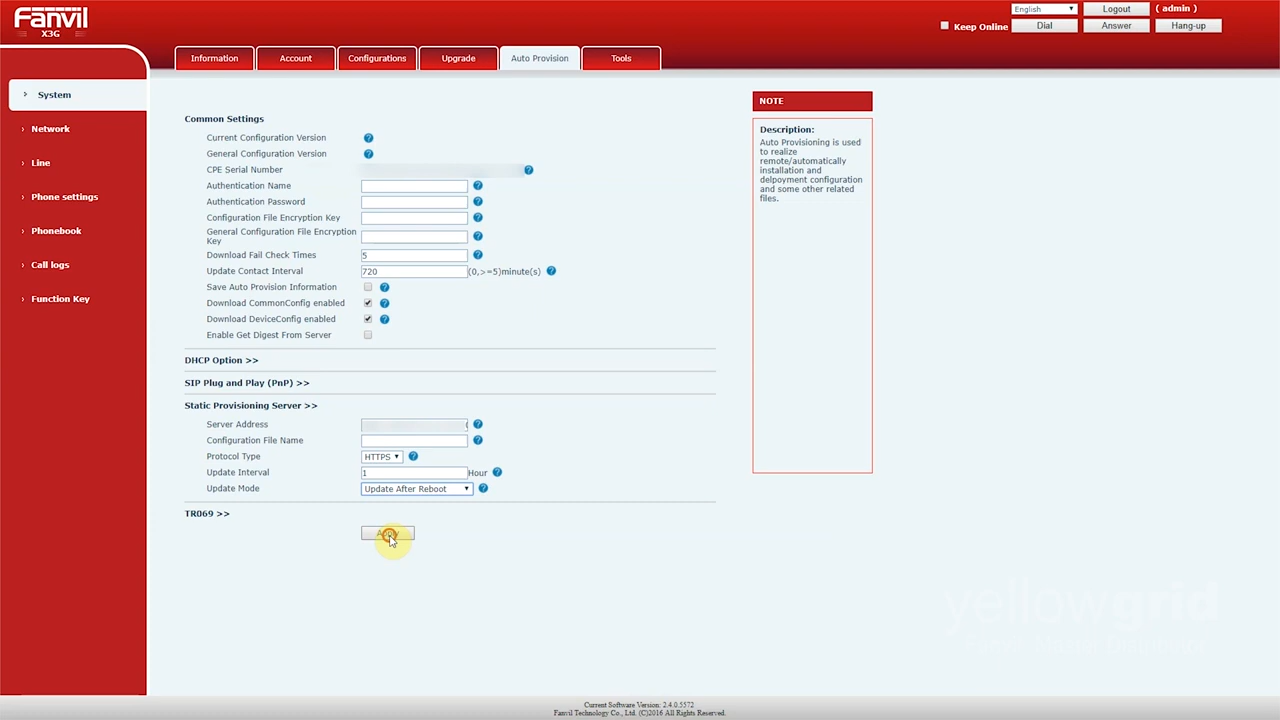 Fanvil
X3G
English
Logout
( admin )
Keep Online
Dial
Answer
Hang-up
Information
Account
Configurations
Upgrade
Auto Provision
Tools
› System
› Network
› Line
› Phone settings
› Phonebook
› Call logs
› Function Key
Common Settings
Current Configuration Version
General Configuration Version
CPE Serial Number
Authentication Name
Authentication Password
Configuration File Encryption Key
General Configuration File Encryption
Key
Download Fail Check Times 5
Update Contact Interval 720 (0,>=5)minute(s)
Save Auto Provision Information
Download CommonConfig enabled
Download DeviceConfig enabled
Enable Get Digest From Server
DHCP Option >>
SIP Plug and Play (PnP) >>
Static Provisioning Server >>
Server Address
Configuration File Name
Protocol Type HTTPS
Update Interval 1 Hour
Update Mode Update After Reboot
TR069 >>
Apply
NOTE
Description:
Auto Provisioning is used
to realize
remote/automatically
installation and
delpoyment configuration
and some other related
files.
yellowgrid
Current Software Version: 2.4.0.5572
Fanvil Technology Co., Ltd. (C)2016 All Rights Reserved.